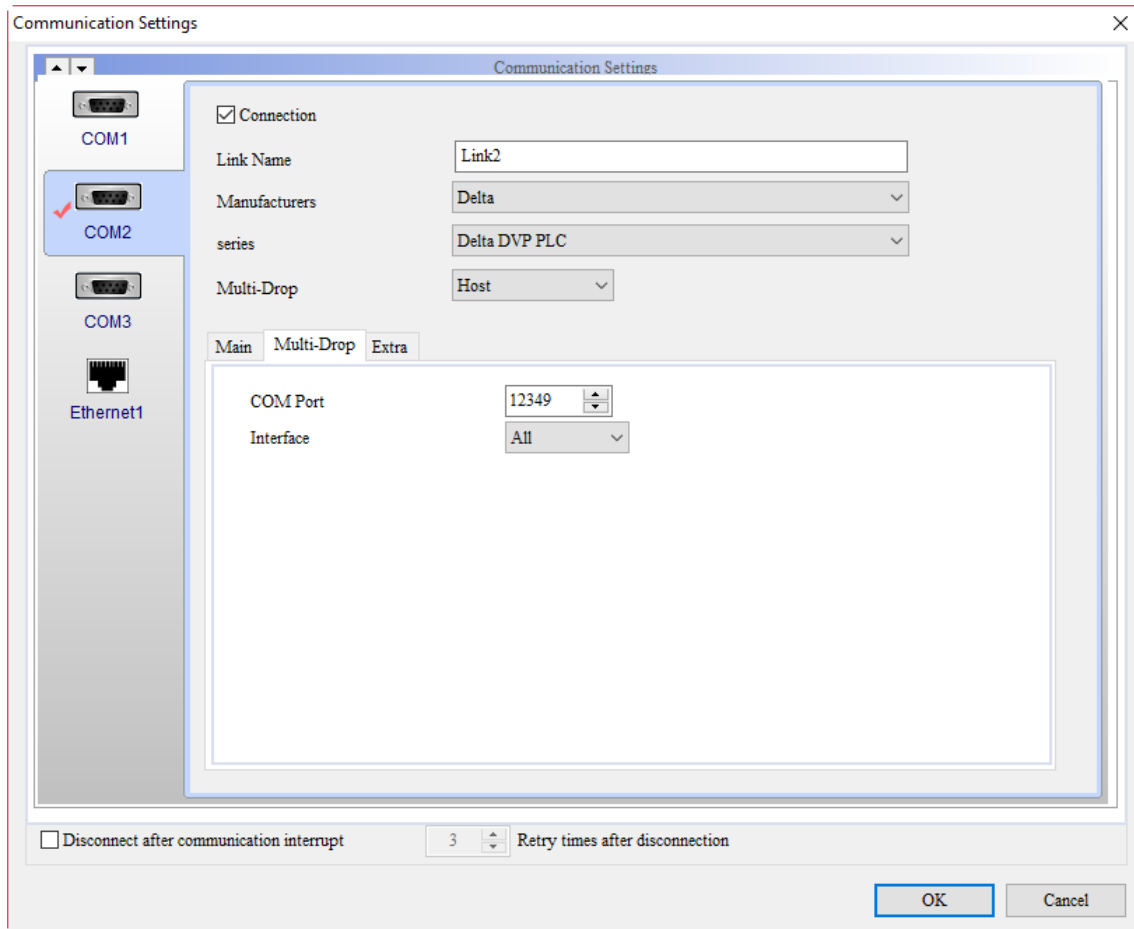 Communication Settings
Communication Settings
COM1
COM2
COM3
Ethernet1
Connection
Link Name Link2
Manufacturers Delta
series Delta DVP PLC
Multi-Drop Host
Main Multi-Drop Extra
COM Port 12349
Interface All
Disconnect after communication interrupt 3 Retry times after disconnection
OK Cancel